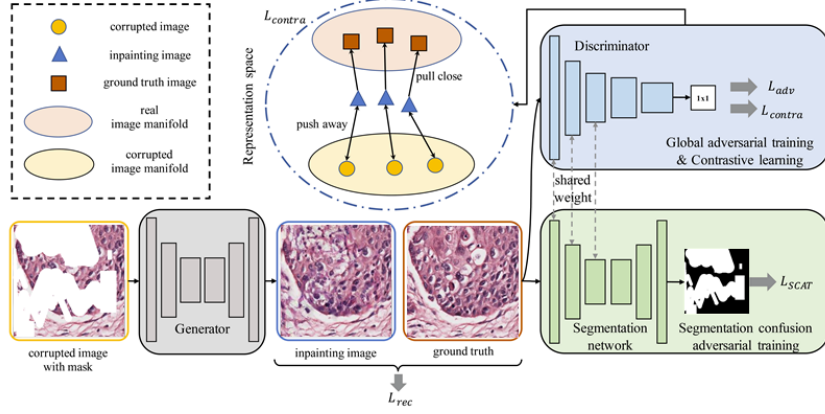 corrupted image
inpainting image
ground truth image
real
image manifold
corrupted
image manifold
L_contra
Representation space
pull close
push away
Discriminator
1x1
L_adv
L_contra
Global adversarial training
& Contrastive learning
shared
weight
Generator
corrupted image
with mask
inpainting image
ground truth
L_rec
Segmentation
network
Segmentation confusion
adversarial training
L_SCAT